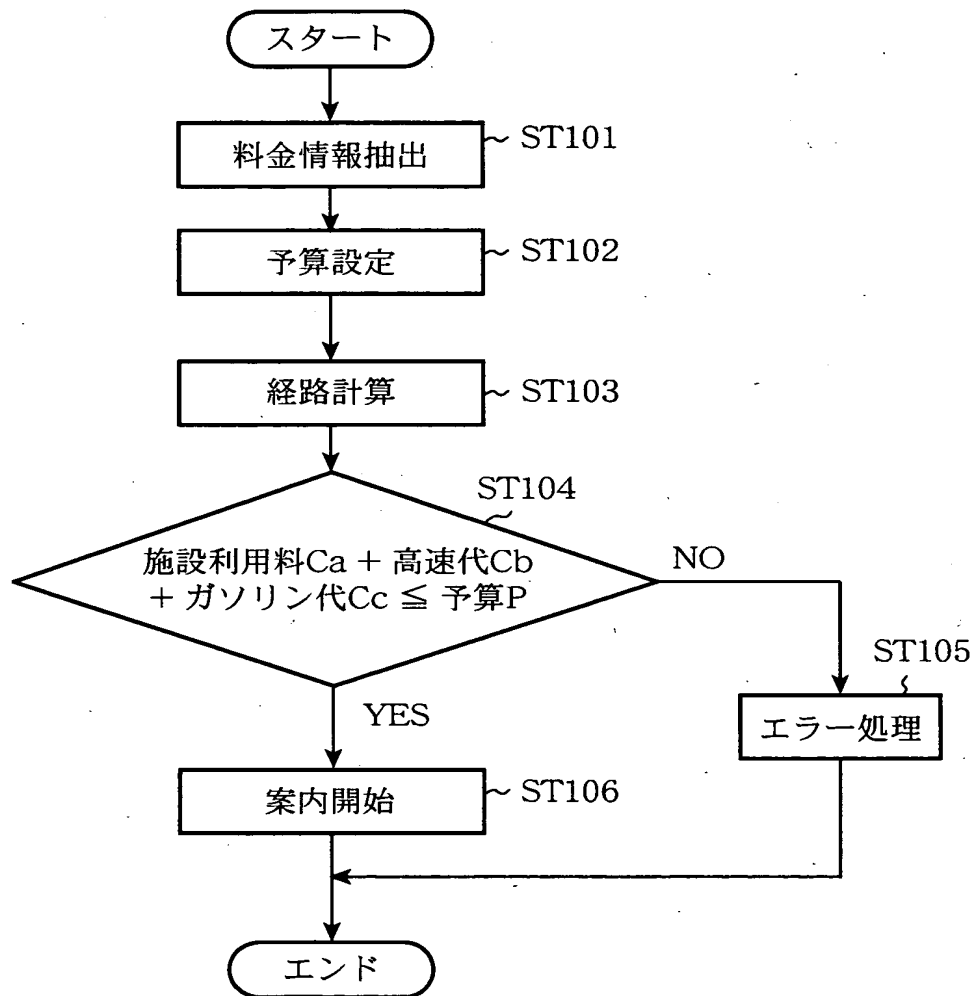 スタート
料金情報抽出
ST101
予算設定
ST102
経路計算
ST103
ST104
施設利用料Ca + 高速代Cb
+ ガソリン代Cc ≦ 予算P
NO
YES
ST105
エラー処理
案内開始
ST106
エンド